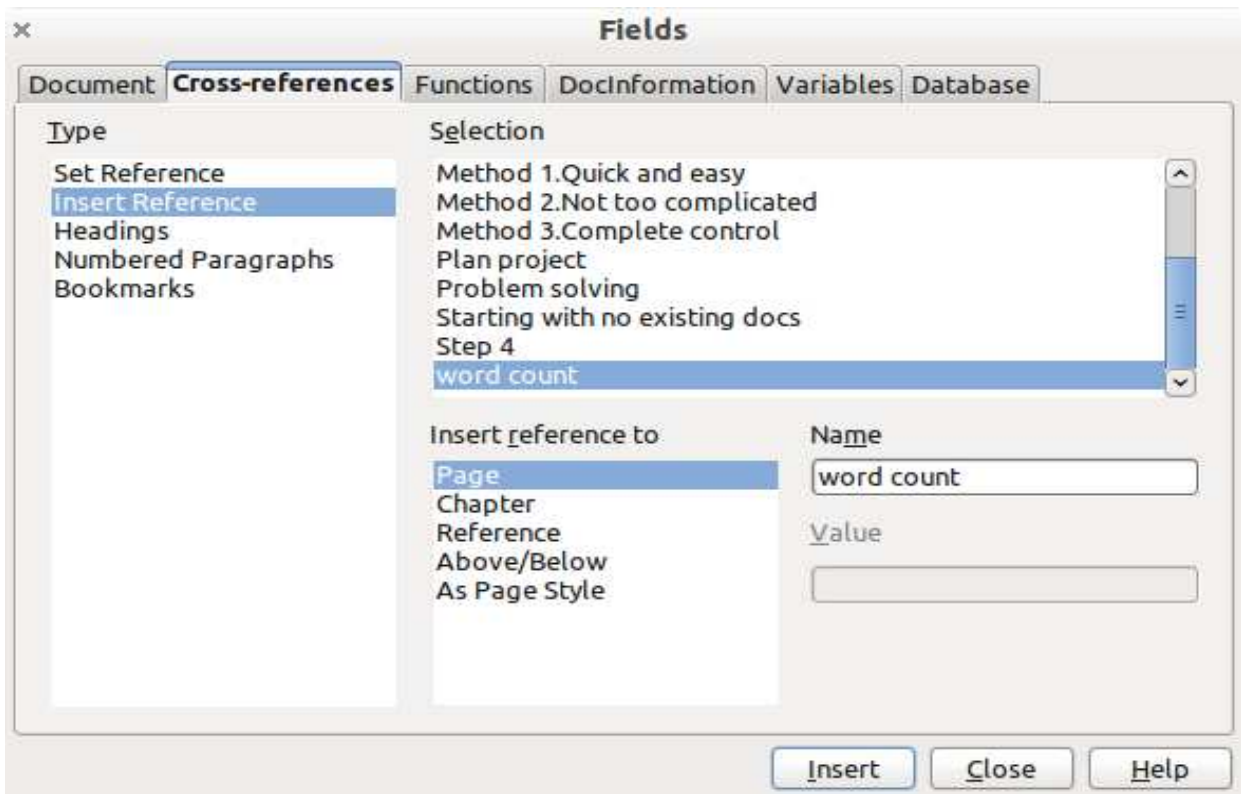 Fields
Document Cross-references Functions DocInformation Variables Database
Type
Set Reference
Insert Reference
Headings
Numbered Paragraphs
Bookmarks
Selection
Method 1.Quick and easy
Method 2.Not too complicated
Method 3.Complete control
Plan project
Problem solving
Starting with no existing docs
Step 4
word count
Insert reference to
Page
Chapter
Reference
Above/Below
As Page Style
Name
word count
Value
Insert Close Help